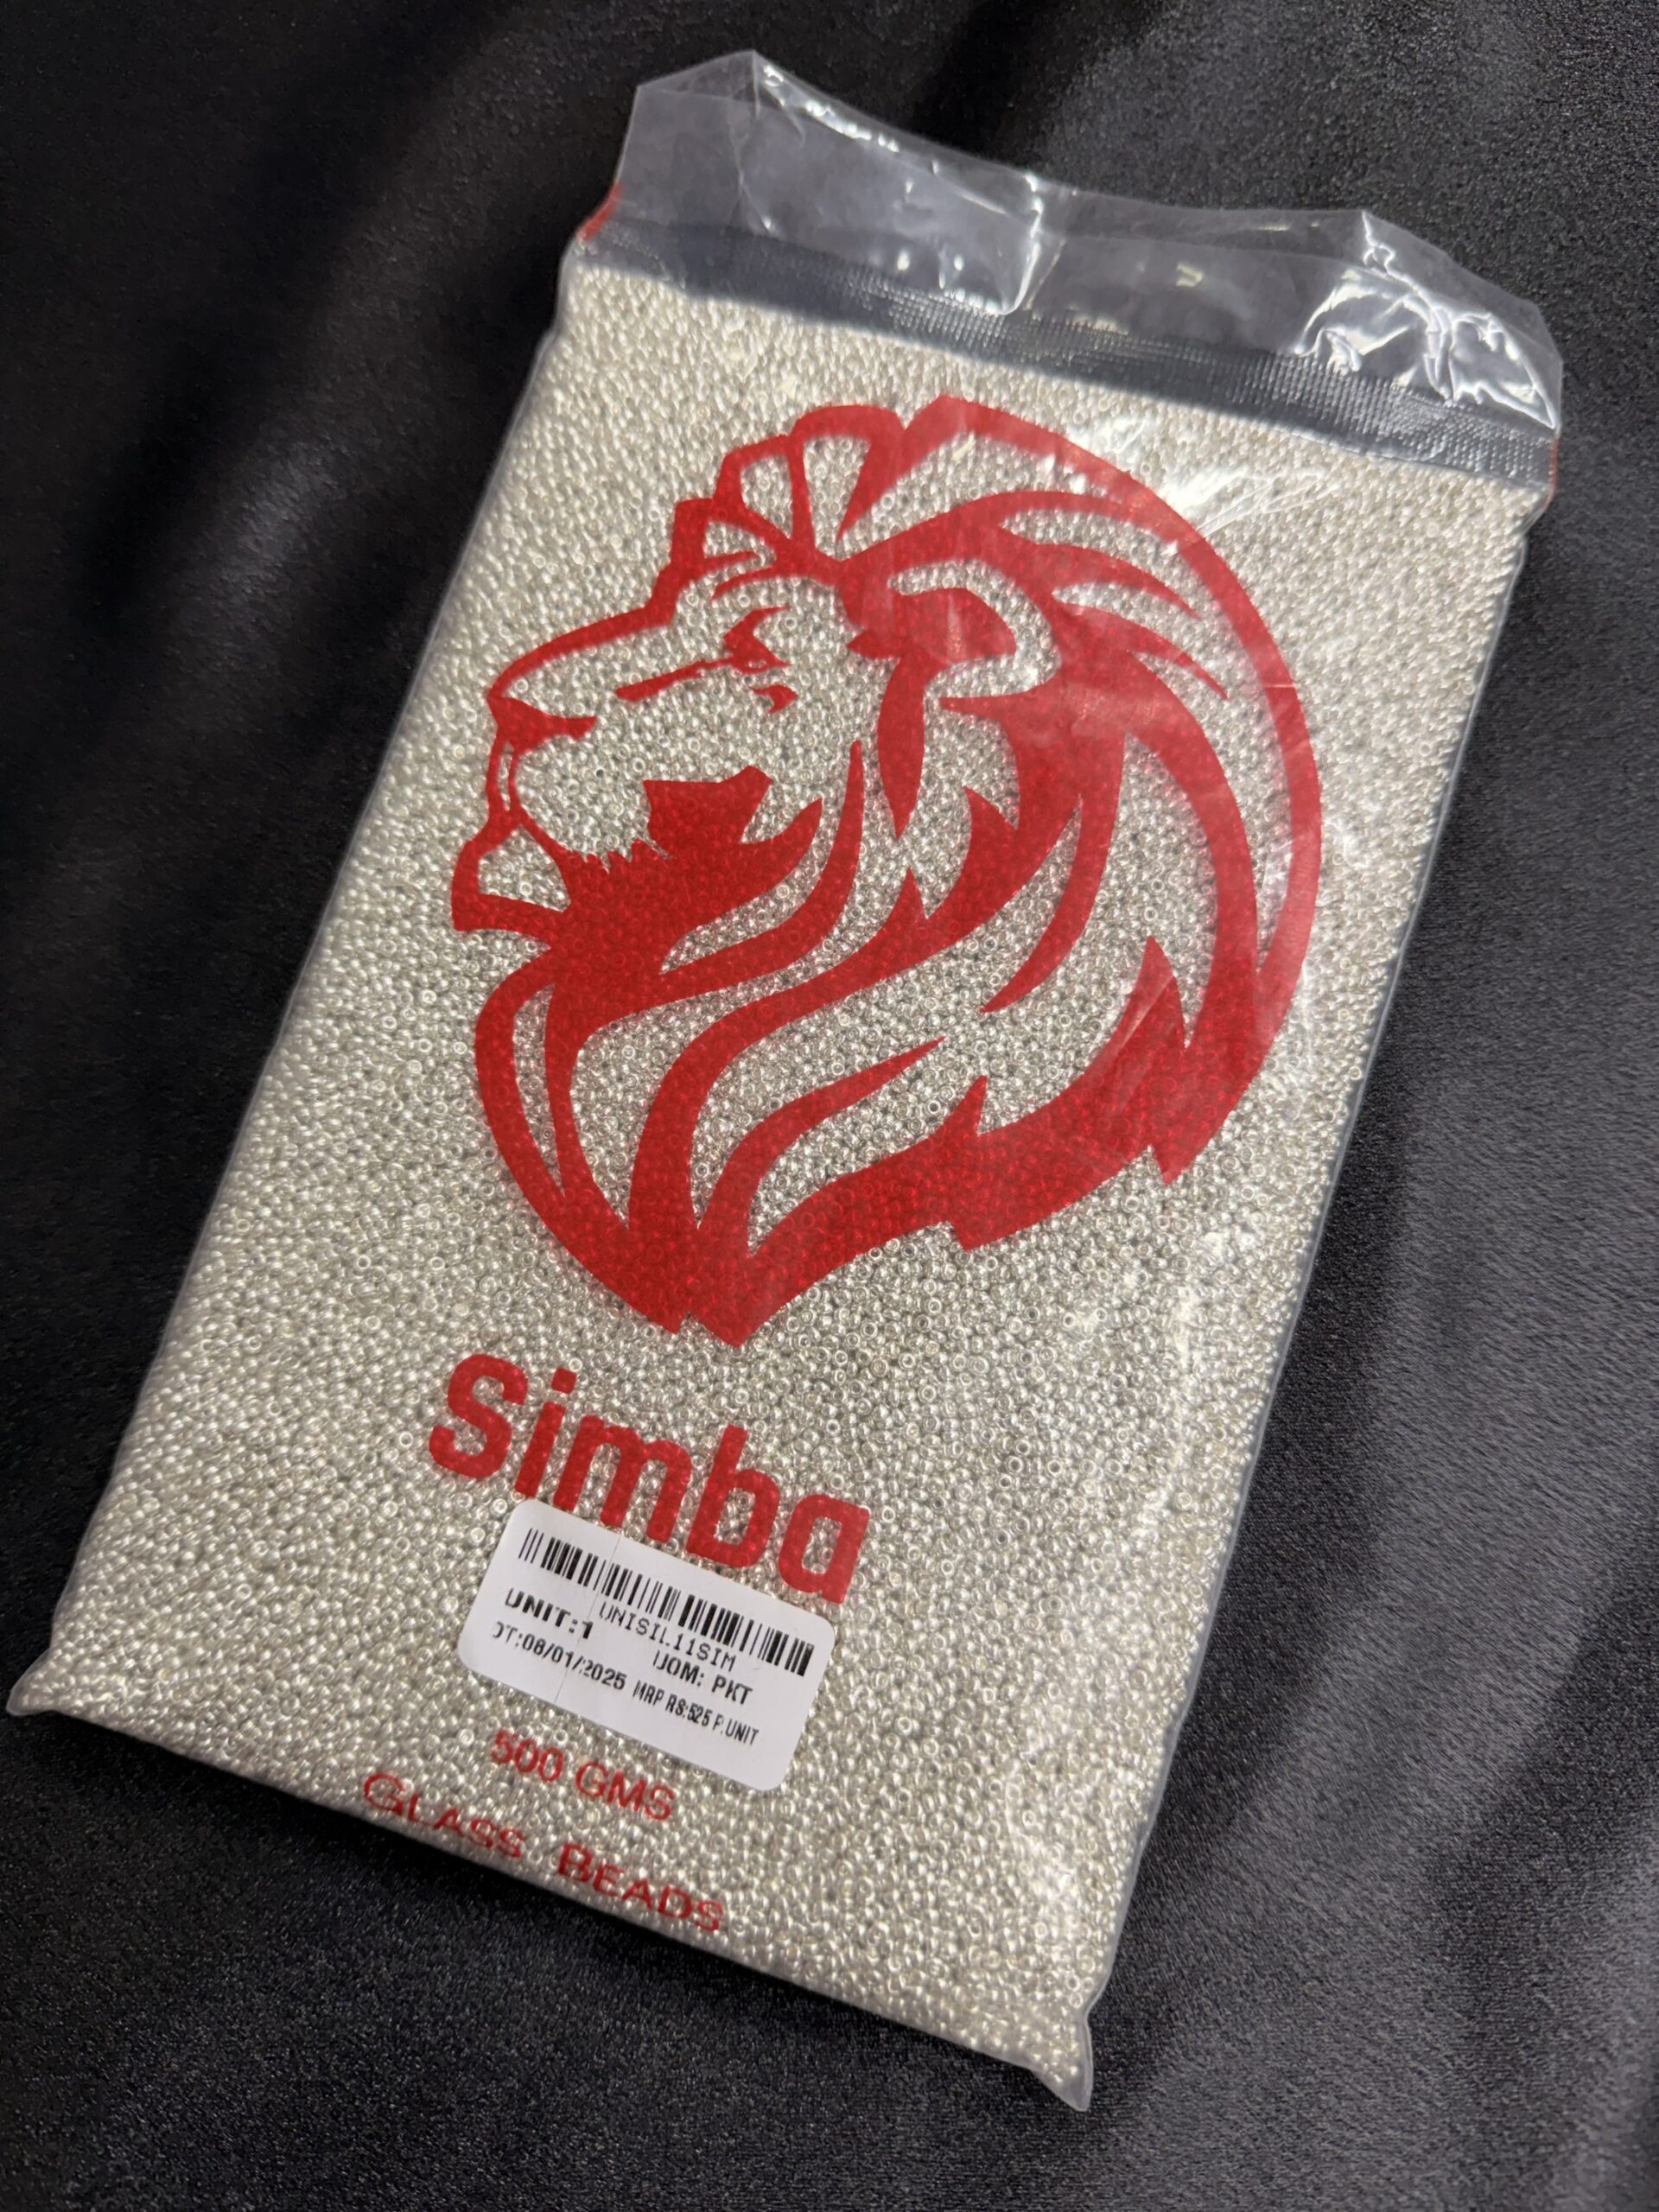 Simba
UNISIL11SIM
UNIT:1 UOM: PKT
DT:08/01/2025 MRP RS:525 P.UNIT
500 GMS
GLASS BEADS